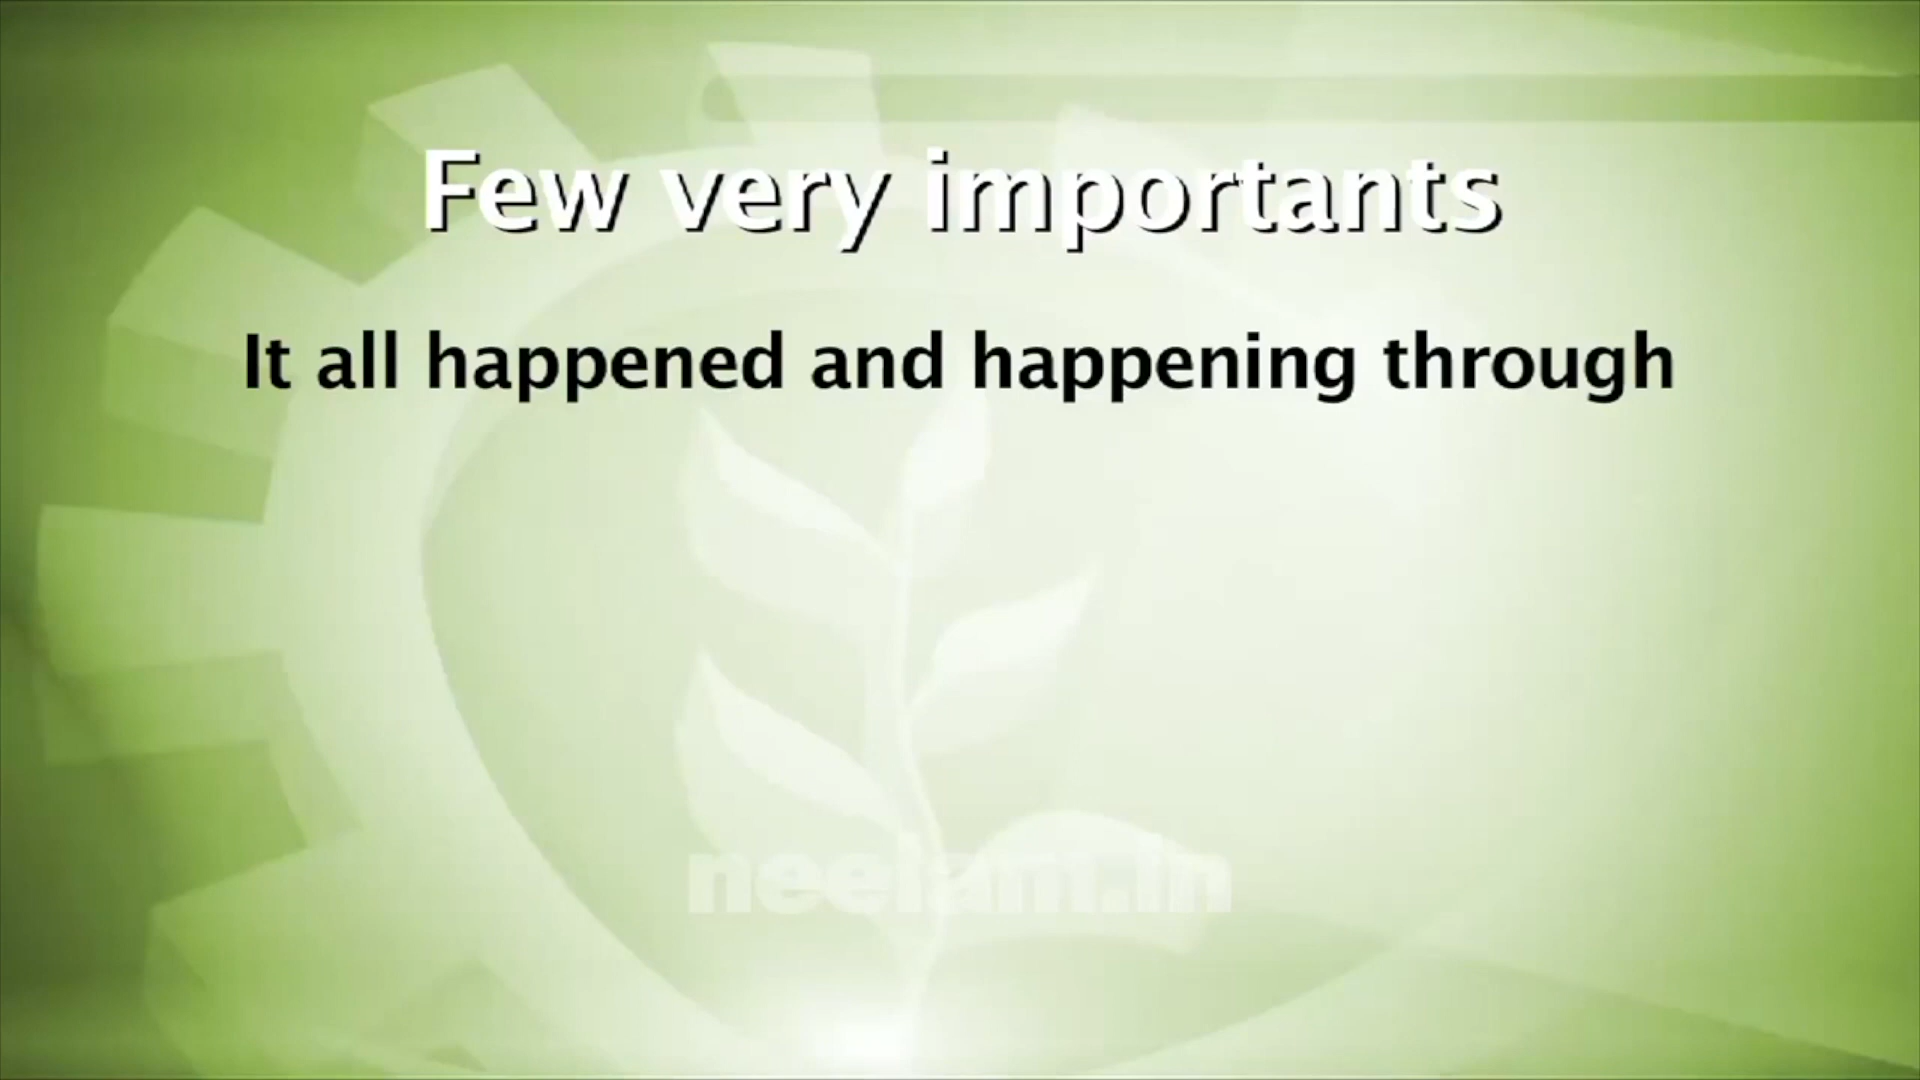 Few very importants
It all happened and happening through
neelam.in